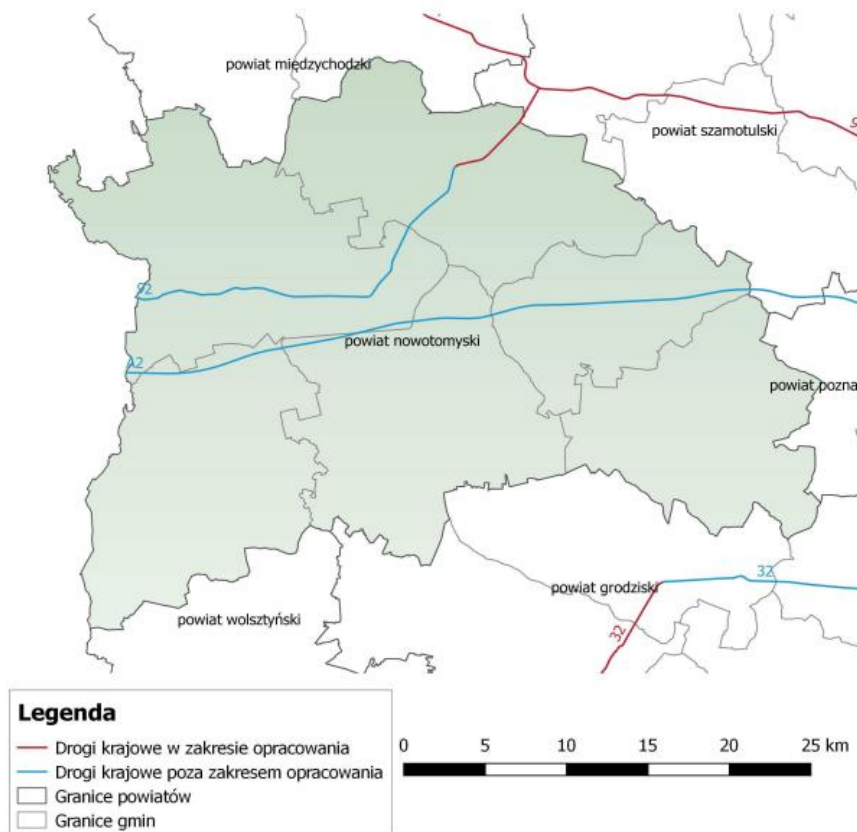 powiat międzychodzki
powiat szamotulski
S
92
powiat nowotomyski
A2
powiat pozna
powiat grodziski
32
powiat wolsztyński
32
Legenda
Drogi krajowe w zakresie opracowania
Drogi krajowe poza zakresem opracowania
Granice powiatów
Granice gmin
0 5 10 15 20 25 km